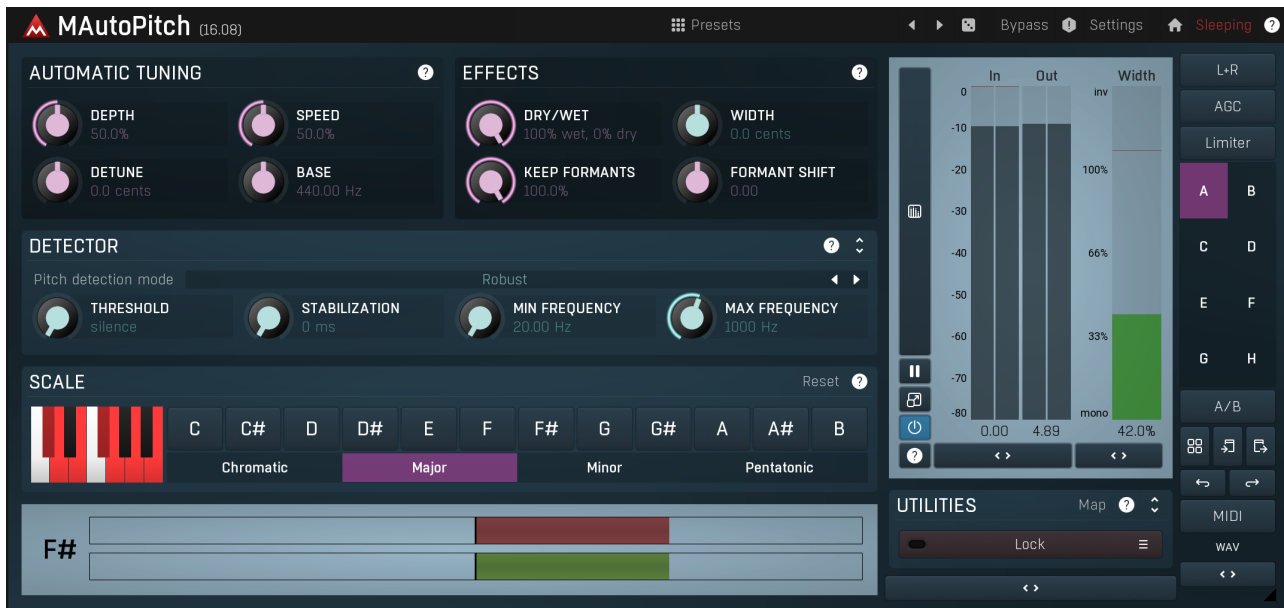 MAutoPitch (16.08)
Presets
Bypass Settings Sleeping ?
AUTOMATIC TUNING ?
DEPTH
50.0%
SPEED
50.0%
DETUNE
0.0 cents
BASE
440.00 Hz
EFFECTS ?
DRY/WET
100% wet, 0% dry
WIDTH
0.0 cents
KEEP FORMANTS
100.0%
FORMANT SHIFT
0.00
DETECTOR ?
Pitch detection mode Robust
THRESHOLD
silence
STABILIZATION
0 ms
MIN FREQUENCY
20.00 Hz
MAX FREQUENCY
1000 Hz
SCALE Reset ?
C C# D D# E F F# G G# A A# B
Chromatic Major Minor Pentatonic
F#
In Out Width
0 inv
-10
-20 100%
-30
-40 66%
-50
-60 33%
-70
-80 mono
0.00 4.89 42.0%
?
UTILITIES Map ?
Lock
L+R
AGC
Limiter
A B
C D
E F
G H
A/B
MIDI
WAV